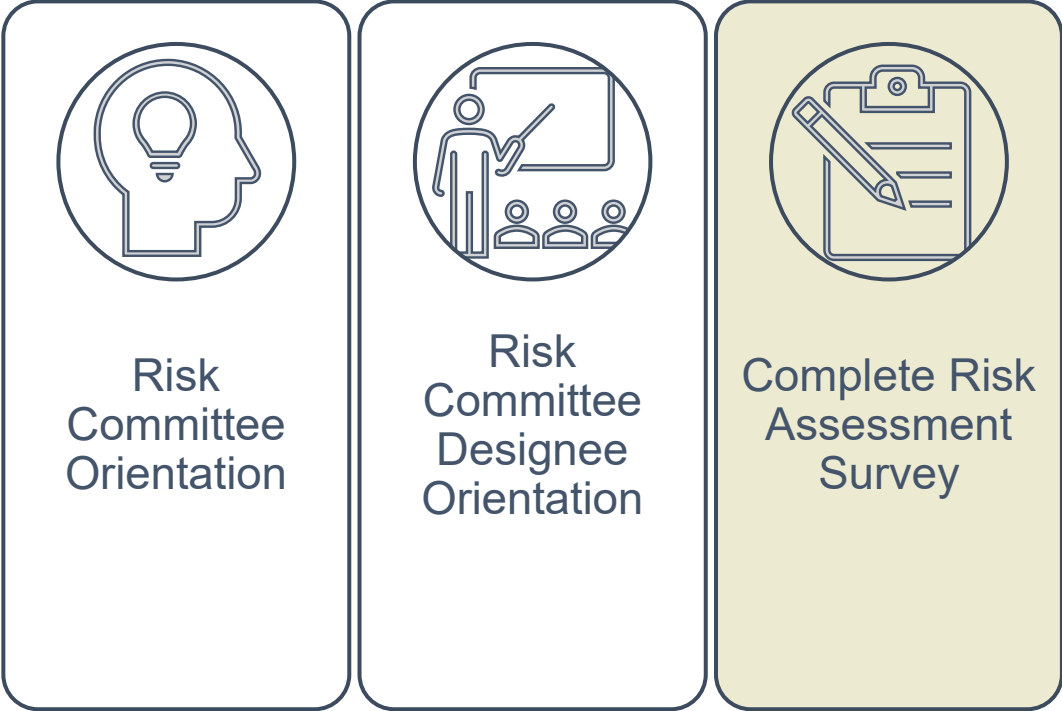 Risk
Committee
Orientation
Risk
Committee
Designee
Orientation
Complete Risk
Assessment
Survey